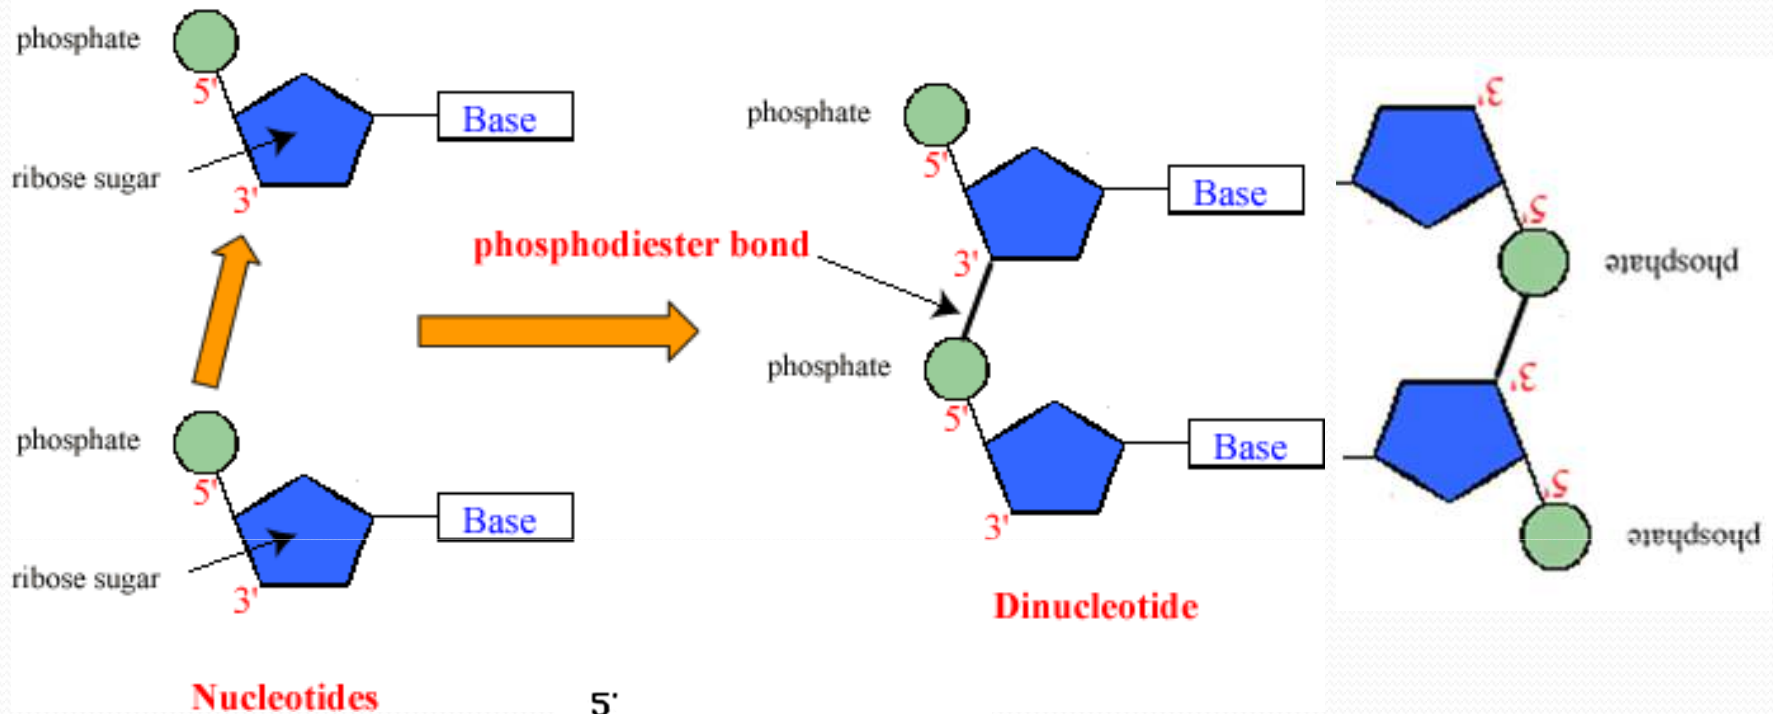 phosphate
5'
Base
ribose sugar
3'
phosphate
5'
Base
ribose sugar
3'
Nucleotides
5'
phosphodiester bond
phosphate
5'
Base
3'
phosphate
5'
Base
3'
Dinucleotide
3'
5'
phosphate
3'
5'
phosphate